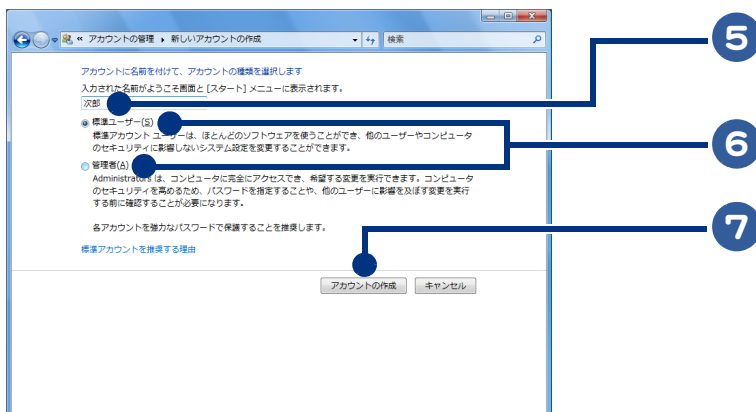 « アカウントの管理 ▸ 新しいアカウントの作成 検索
アカウントに名前を付けて、アカウントの種類を選択します
入力された名前がようこそ画面と [スタート] メニューに表示されます。
次郎
標準ユーザー(S)
標準アカウント ユーザーは、ほとんどのソフトウェアを使うことができ、他のユーザーやコンピュータ
のセキュリティに影響しないシステム設定を変更することができます。
管理者(A)
Administrators は、コンピュータに完全にアクセスでき、希望する変更を実行できます。コンピュータ
のセキュリティを高めるため、パスワードを指定することや、他のユーザーに影響を及ぼす変更を実行
する前に確認することが必要になります。
各アカウントを強力なパスワードで保護することを推奨します。
標準アカウントを推奨する理由
アカウントの作成 キャンセル
5
6
7